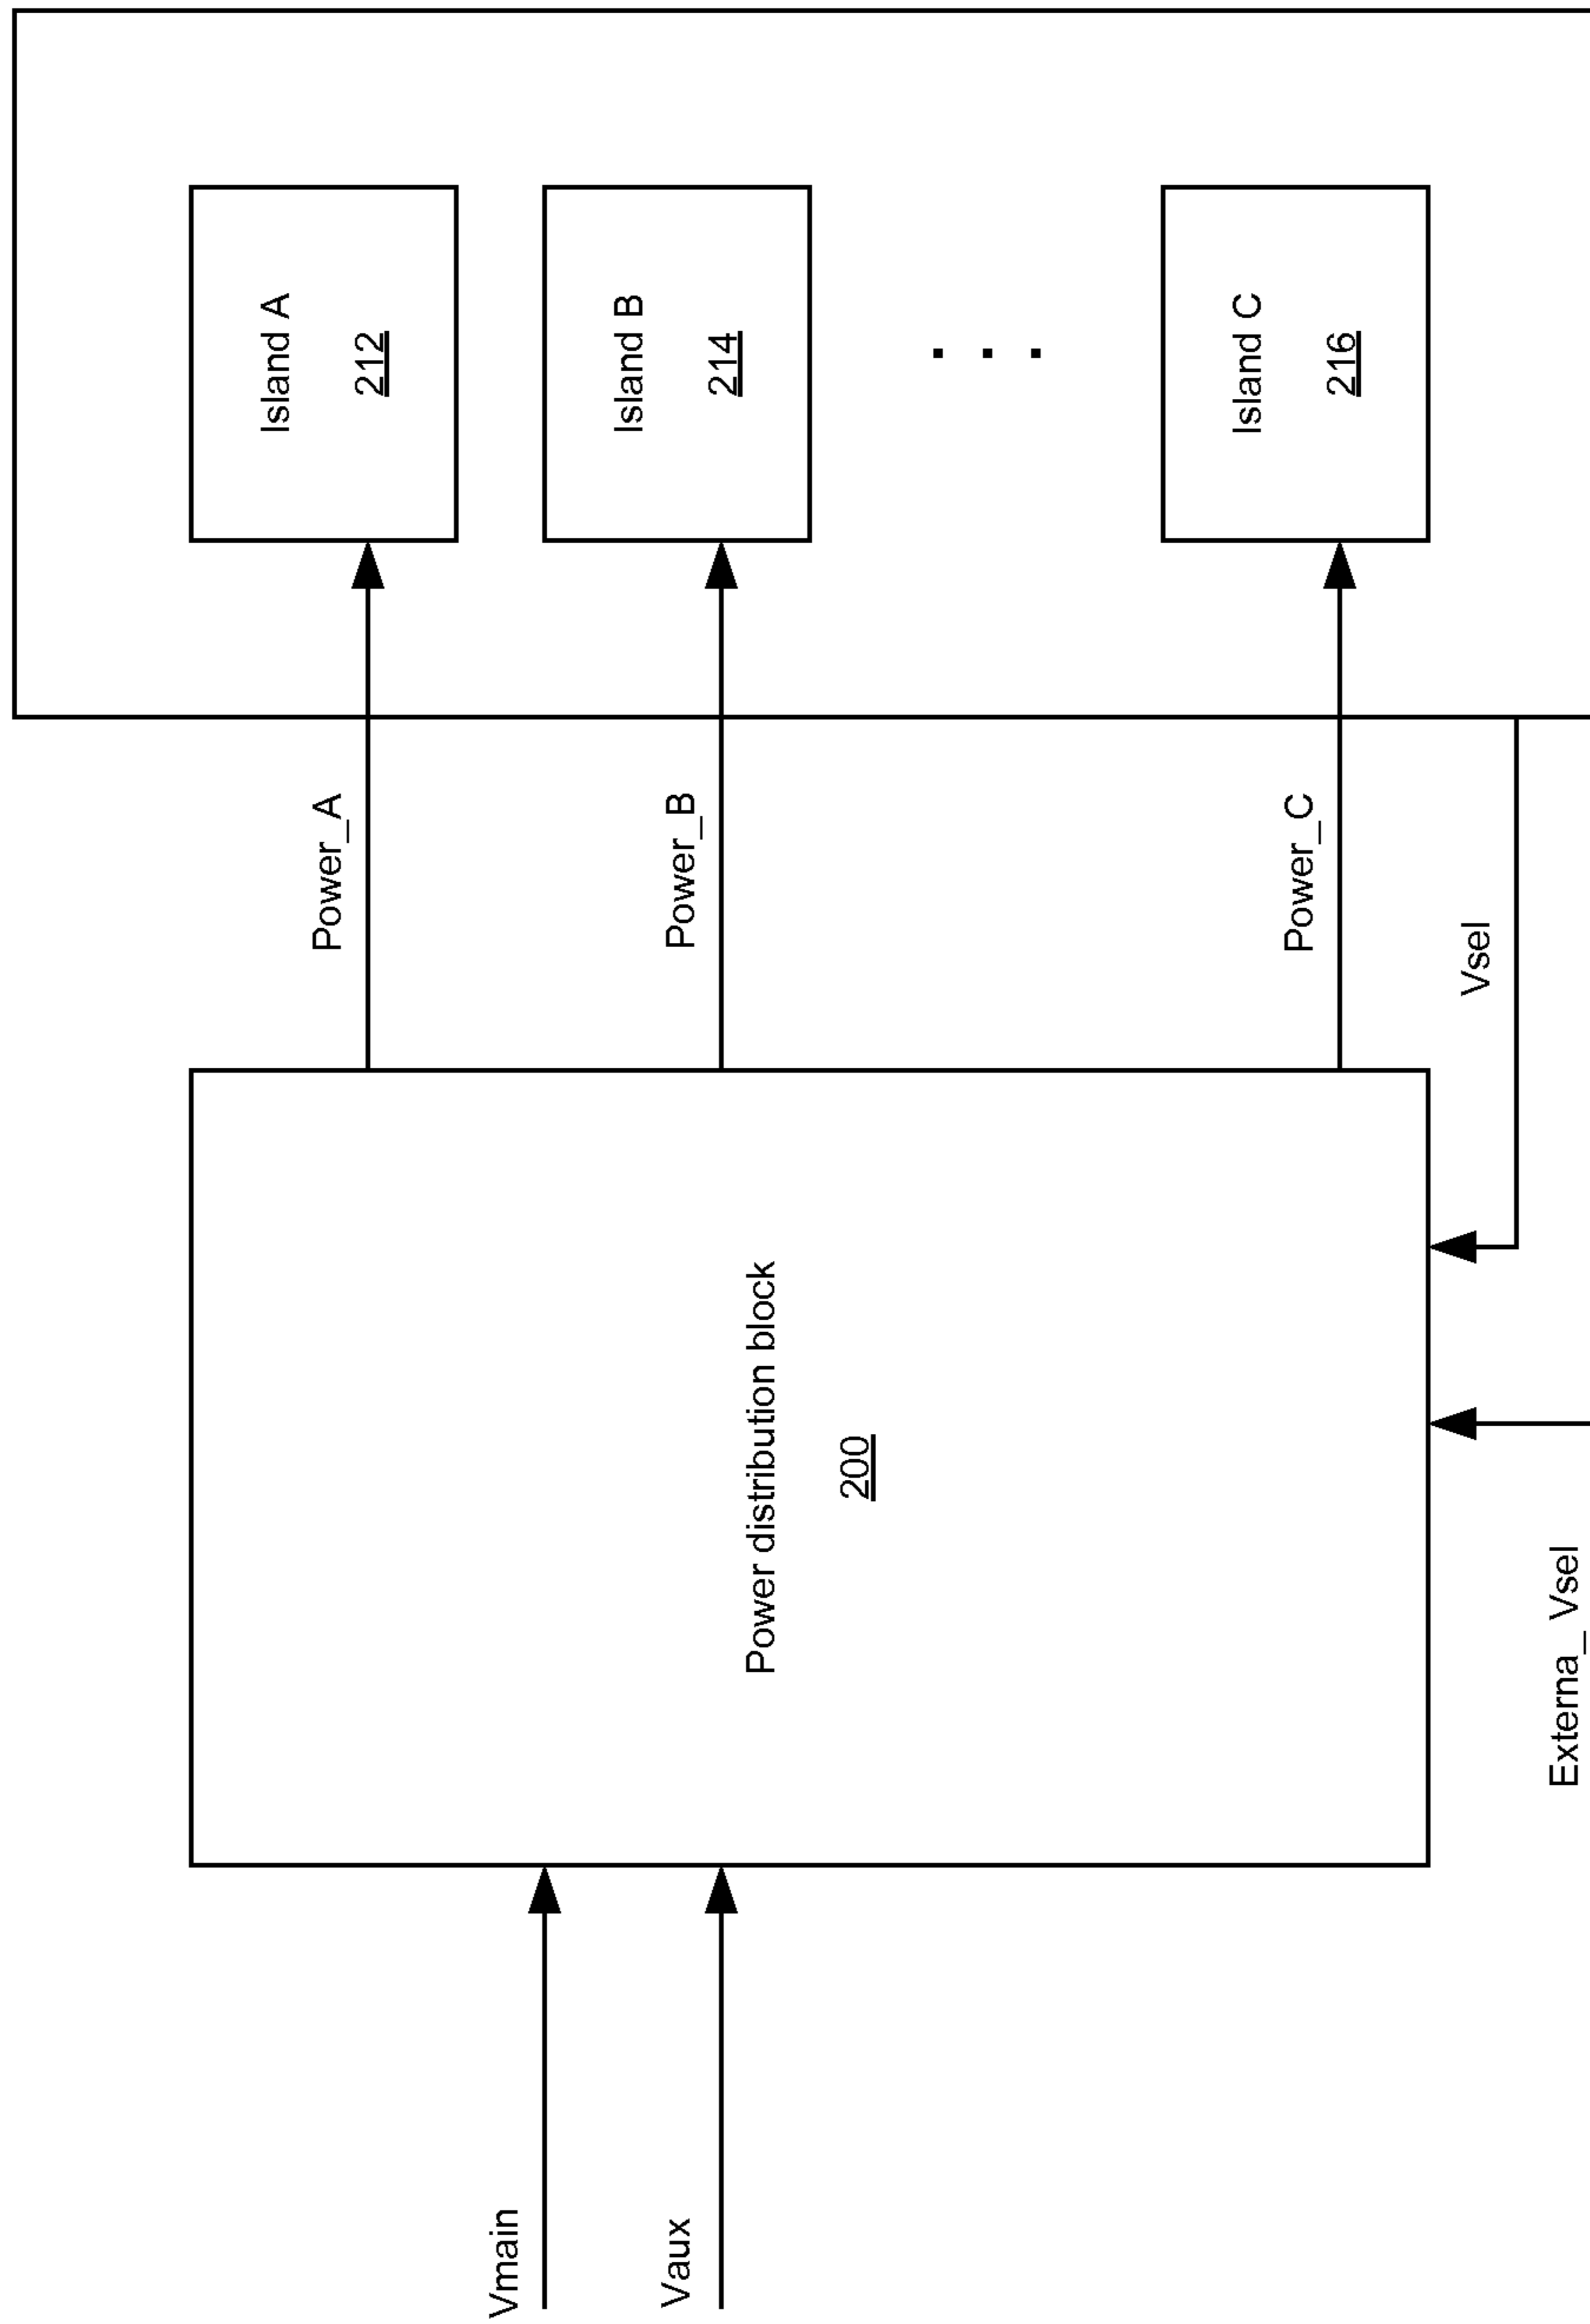 Vmain
Vaux
Power distribution block
200
Externa_ Vsel
Power_A
Power_B
Power_C
Vsel
Island A
212
Island B
214
Island C
216